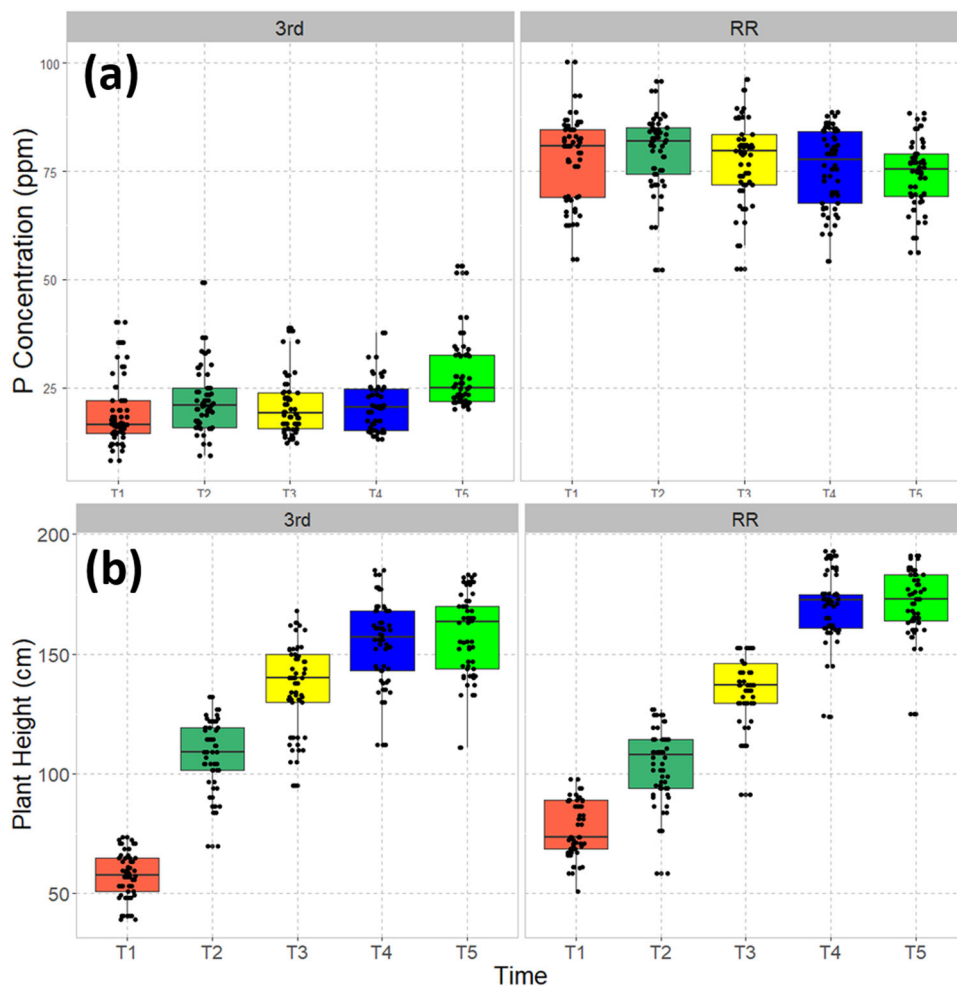 3rd RR
(a)
P Concentration (ppm)
100
75
50
25
T1 T2 T3 T4 T5 T1 T2 T3 T4 T5
3rd RR
(b)
Plant Height (cm)
200
150
100
50
T1 T2 T3 T4 T5 T1 T2 T3 T4 T5
Time